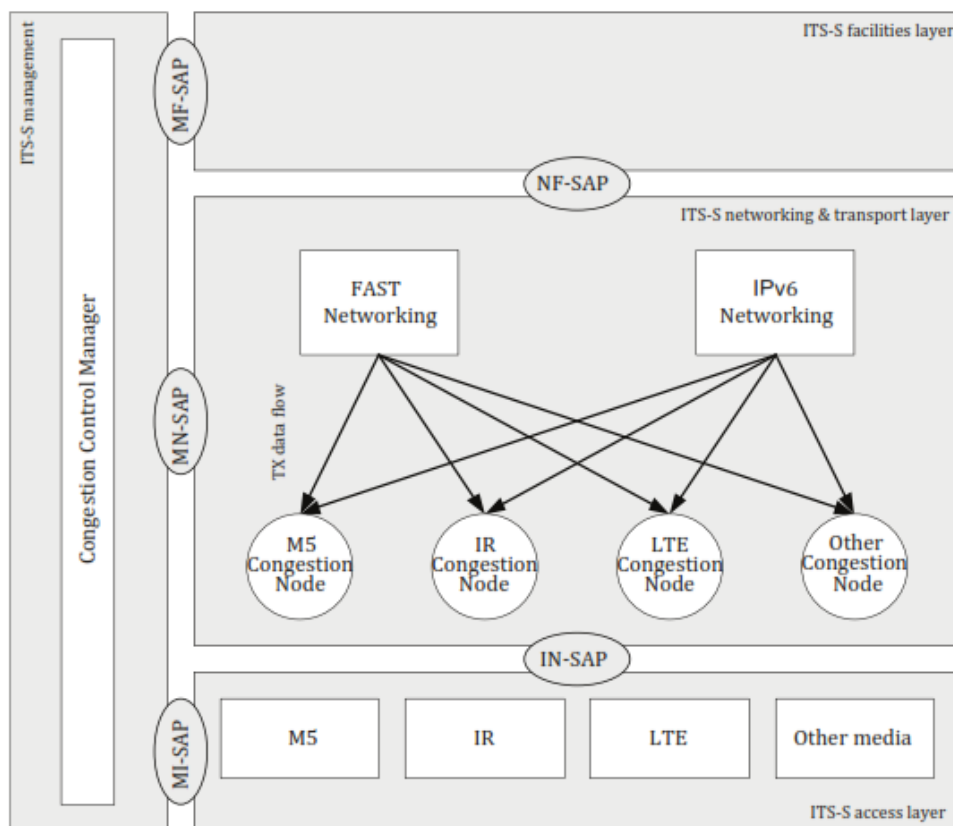 ITS-S management
Congestion Control Manager
MF-SAP
ITS-S facilities layer
NF-SAP
ITS-S networking & transport layer
FAST
Networking
IPv6
Networking
MN-SAP
TX data flow
M5
Congestion
Node
IR
Congestion
Node
LTE
Congestion
Node
Other
Congestion
Node
IN-SAP
MI-SAP
M5
IR
LTE
Other media
ITS-S access layer